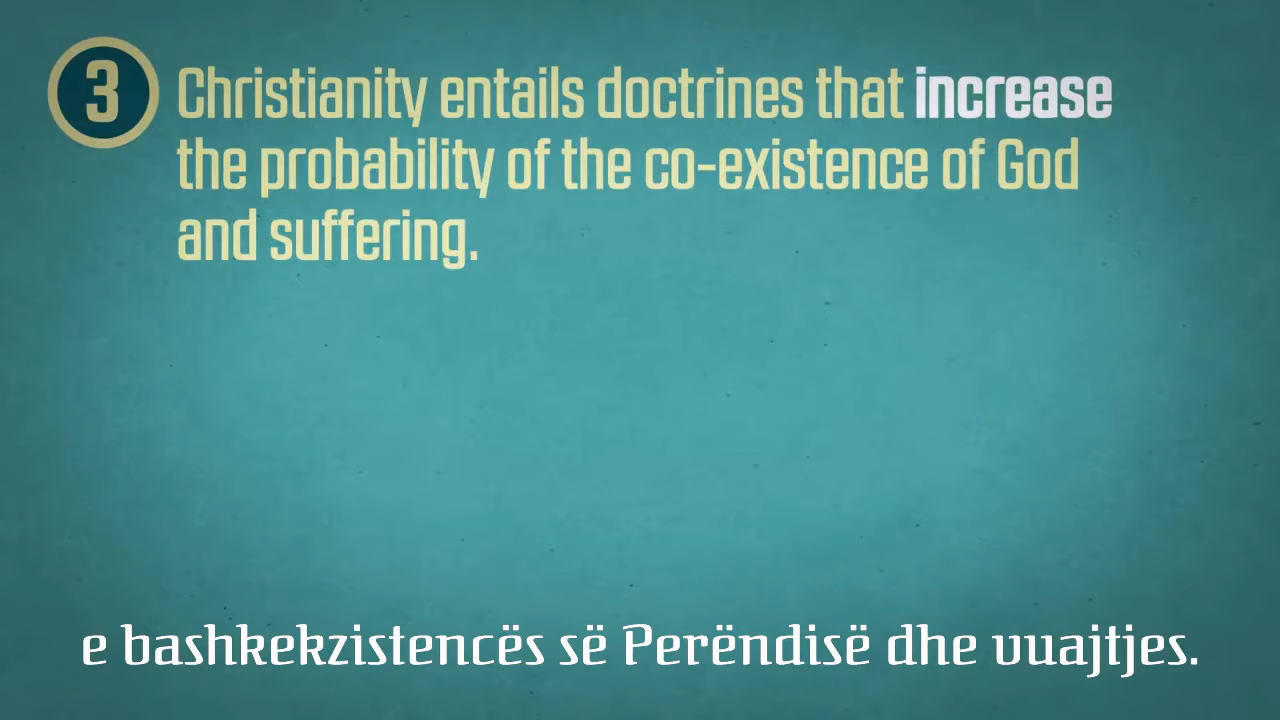 3
Christianity entails doctrines that increase
the probability of the co-existence of God
and suffering.
e bashkekzistencës së Perëndisë dhe vuajtjes.